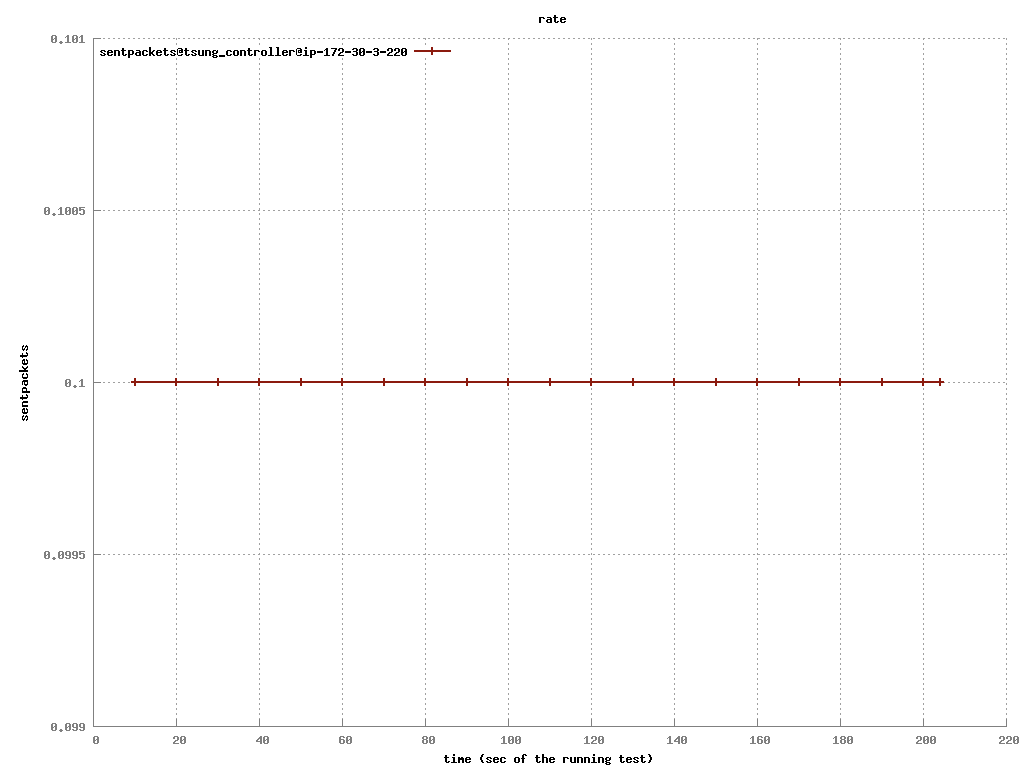 rate
0.101
sentpackets@tsung_controller@ip-172-30-3-220
0.1005
0.1
sentpackets
0.0995
0.099
0 20 40 60 80 100 120 140 160 180 200 220
time (sec of the running test)